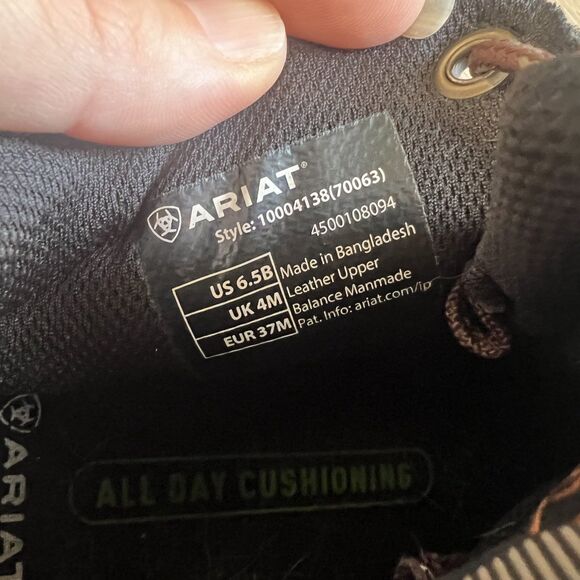 ARIAT®
Style: 10004138(70063)
4500108094
US 6.5B
UK 4M
EUR 37M
Made in Bangladesh
Leather Upper
Balance Manmade
Pat. Info: ariat.com/ip
ALL DAY CUSHIONING
ARIAT